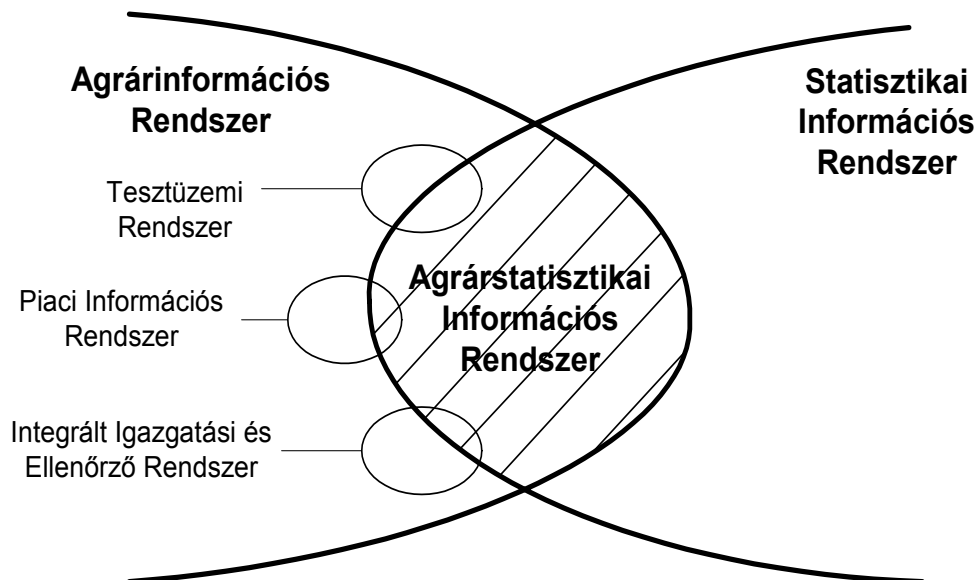 Agrárinformációs
Rendszer
Statisztikai
Információs
Rendszer
Tesztüzemi
Rendszer
Agrárstatisztikai
Információs
Rendszer
Piaci Információs
Rendszer
Integrált Igazgatási és
Ellenőrző Rendszer